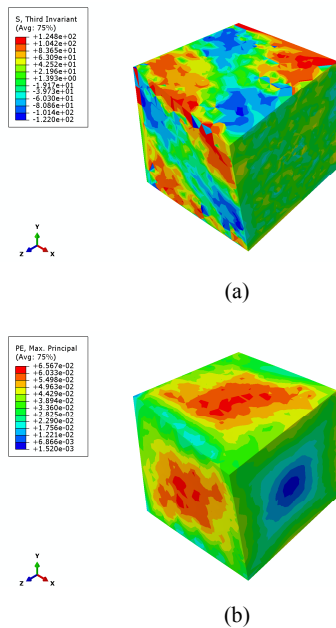 S, Third Invariant
(Avg: 75%)
+1.248e+02
+1.042e+02
+8.365e+01
+6.309e+01
+4.252e+01
+2.196e+01
+1.393e+00
-1.917e+01
-3.973e+01
-6.030e+01
-8.086e+01
-1.014e+02
-1.220e+02
Y
Z X
(a)
PE, Max. Principal
(Avg: 75%)
+6.567e-02
+6.033e-02
+5.498e-02
+4.963e-02
+4.429e-02
+3.894e-02
+3.360e-02
+2.825e-02
+2.290e-02
+1.756e-02
+1.221e-02
+6.866e-03
+1.520e-03
Y
Z X
(b)